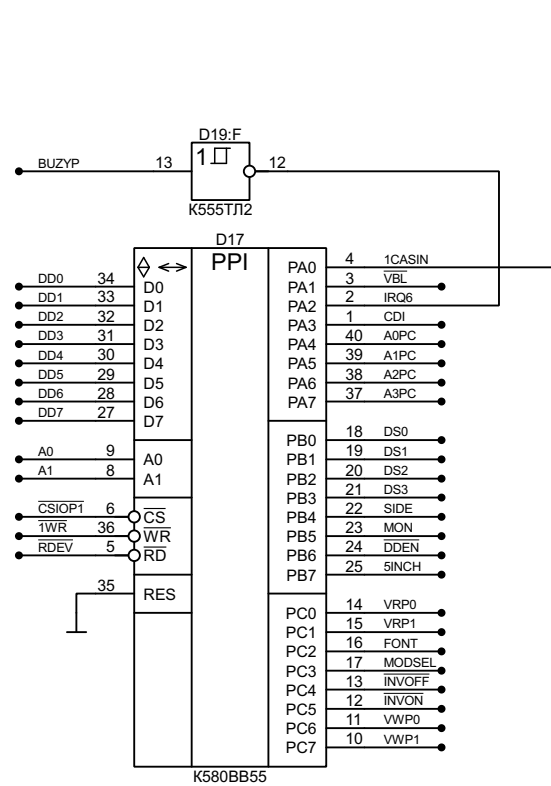 D19:F
BUZYP 13 1 12
К555ТЛ2
D17
PPI
DD0 34 D0
DD1 33 D1
DD2 32 D2
DD3 31 D3
DD4 30 D4
DD5 29 D5
DD6 28 D6
DD7 27 D7
A0 9 A0
A1 8 A1
CSIOP1 6 CS
1WR 36 WR
RDEV 5 RD
35 RES
PA0 4 1CASIN
PA1 3 VBL
PA2 2 IRQ6
PA3 1 CDI
PA4 40 A0PC
PA5 39 A1PC
PA6 38 A2PC
PA7 37 A3PC
PB0 18 DS0
PB1 19 DS1
PB2 20 DS2
PB3 21 DS3
PB4 22 SIDE
PB5 23 MON
PB6 24 DDEN
PB7 25 5INCH
PC0 14 VRP0
PC1 15 VRP1
PC2 16 FONT
PC3 17 MODSEL
PC4 13 INVOFF
PC5 12 INVON
PC6 11 VWP0
PC7 10 VWP1
К580ВВ55